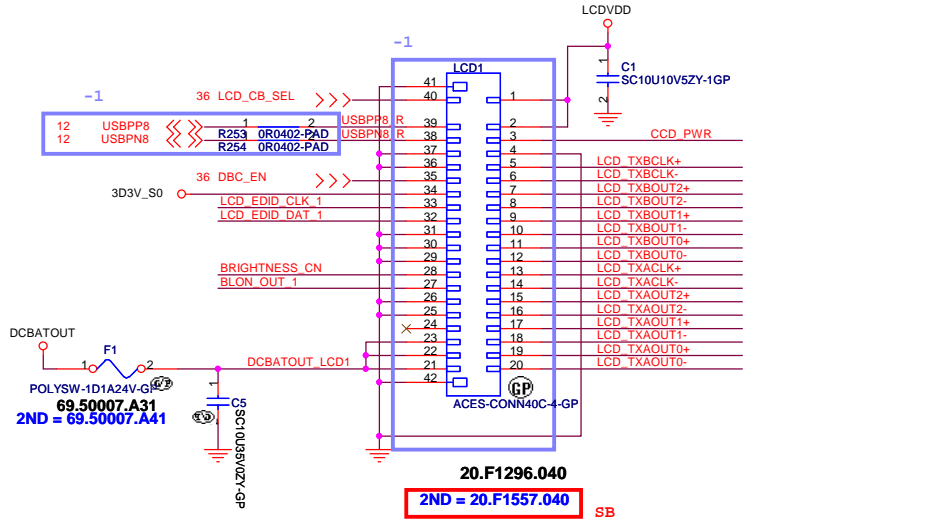 LCDVDD
-1
LCD1
C1
SC10U10V5ZY-1GP
1
2
-1
36 LCD_CB_SEL
41
40
1
12 USBPP8
1
2
USBPP8_R
39
2
R253 0R0402-PAD
12 USBPN8
USBPN8_R
38
3
CCD_PWR
R254 0R0402-PAD
37
4
36
5
LCD_TXBCLK+
36 DBC_EN
35
6
LCD_TXBCLK-
3D3V_S0
34
7
LCD_TXBOUT2+
LCD_EDID_CLK_1
33
8
LCD_TXBOUT2-
LCD_EDID_DAT_1
32
9
LCD_TXBOUT1+
31
10
LCD_TXBOUT1-
30
11
LCD_TXBOUT0+
29
12
LCD_TXBOUT0-
BRIGHTNESS_CN
28
13
LCD_TXACLK+
BLON_OUT_1
27
14
LCD_TXACLK-
26
15
LCD_TXAOUT2+
25
16
LCD_TXAOUT2-
24
17
LCD_TXAOUT1+
DCBATOUT
23
18
LCD_TXAOUT1-
22
19
LCD_TXAOUT0+
F1
1
2
DCBATOUT_LCD1
21
20
LCD_TXAOUT0-
42
POLYSW-1D1A24V-GP
69.50007.A31
2ND = 69.50007.A41
1
C5
SC10U35V0ZY-GP
GP
ACES-CONN40C-4-GP
20.F1296.040
2ND = 20.F1557.040
SB